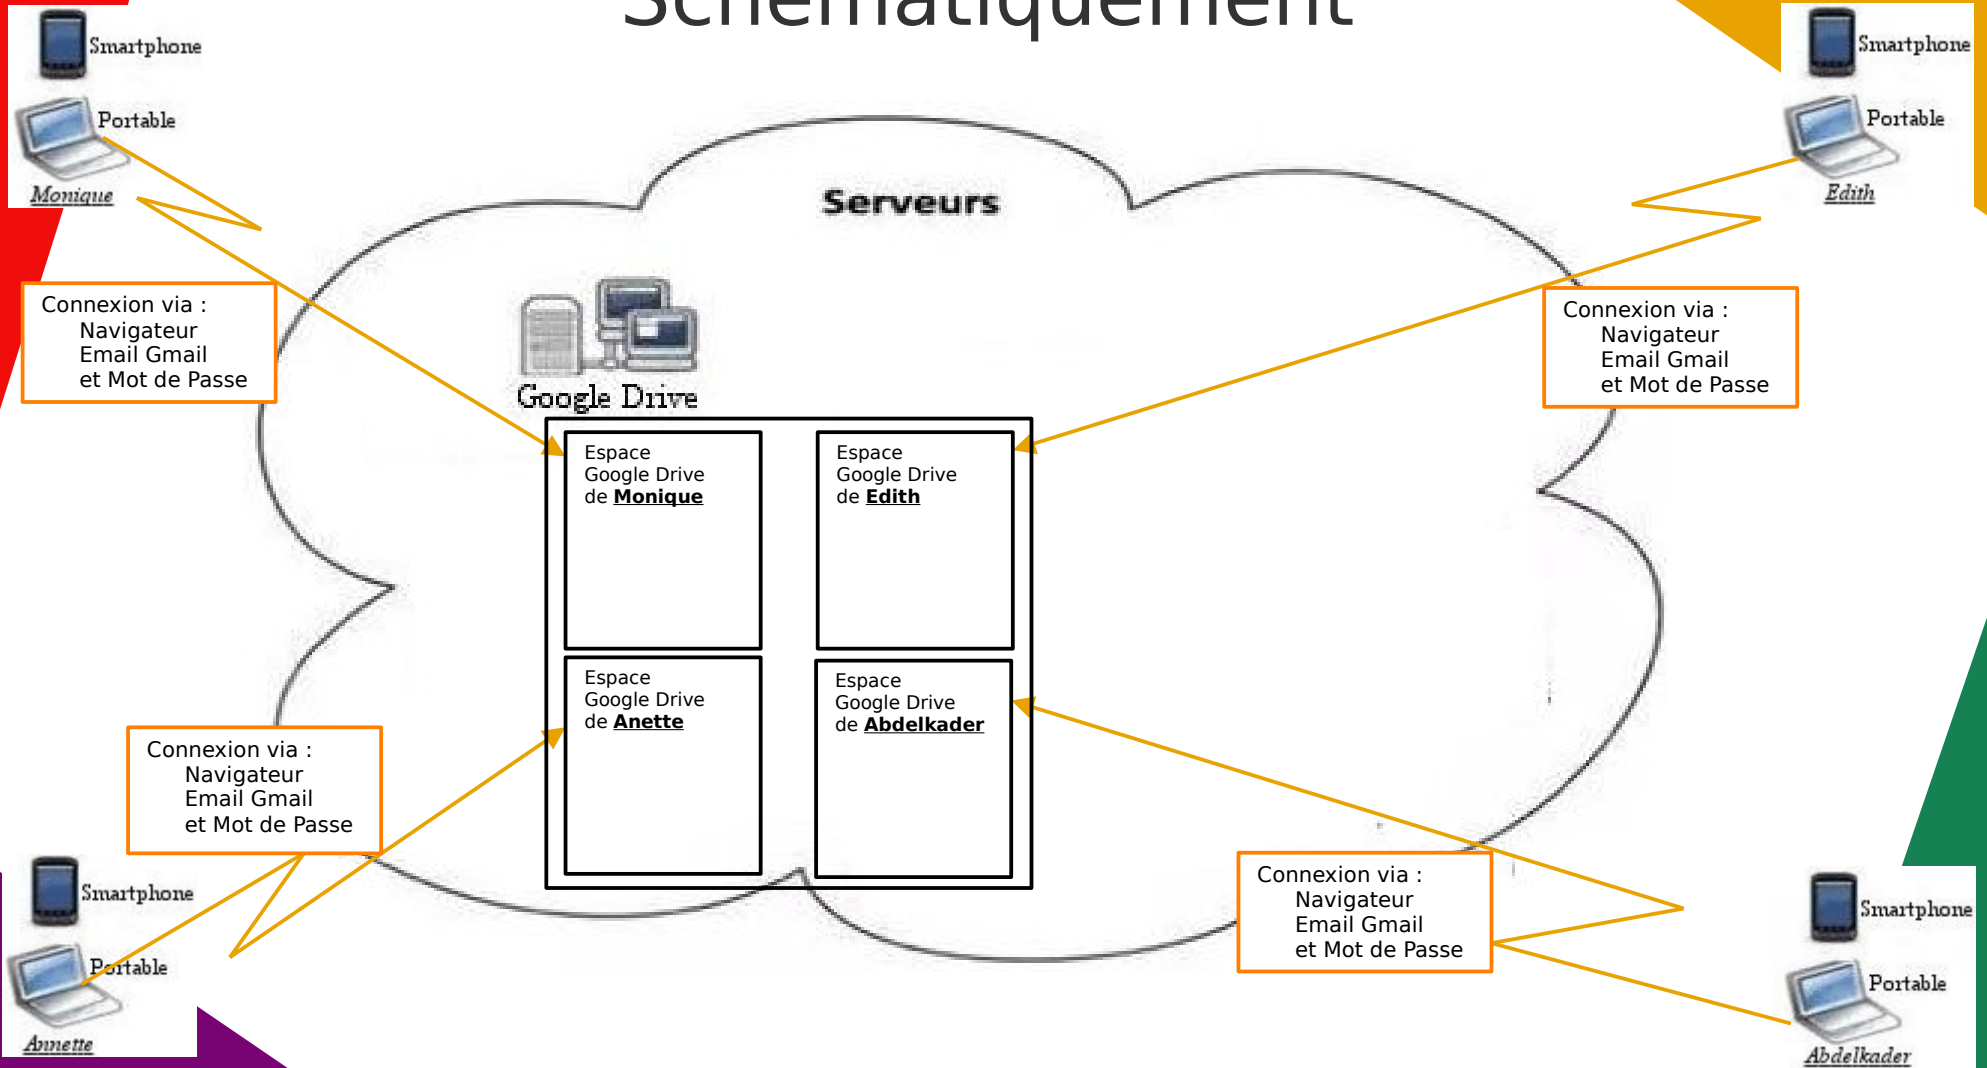 Schématiquement
Smartphone
Portable
Monique
Smartphone
Portable
Edith
Serveurs
Connexion via :
Navigateur
Email Gmail
et Mot de Passe
Connexion via :
Navigateur
Email Gmail
et Mot de Passe
Google Drive
Espace
Google Drive
de Monique
Espace
Google Drive
de Edith
Espace
Google Drive
de Anette
Espace
Google Drive
de Abdelkader
Connexion via :
Navigateur
Email Gmail
et Mot de Passe
Connexion via :
Navigateur
Email Gmail
et Mot de Passe
Smartphone
Portable
Annette
Smartphone
Portable
Abdelkader